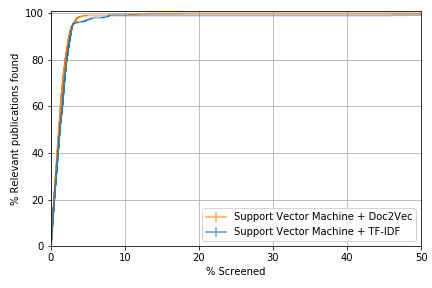 100
80
60
40
20
0
% Relevant publications found
0 10 20 30 40 50
% Screened
Support Vector Machine + Doc2Vec
Support Vector Machine + TF-IDF